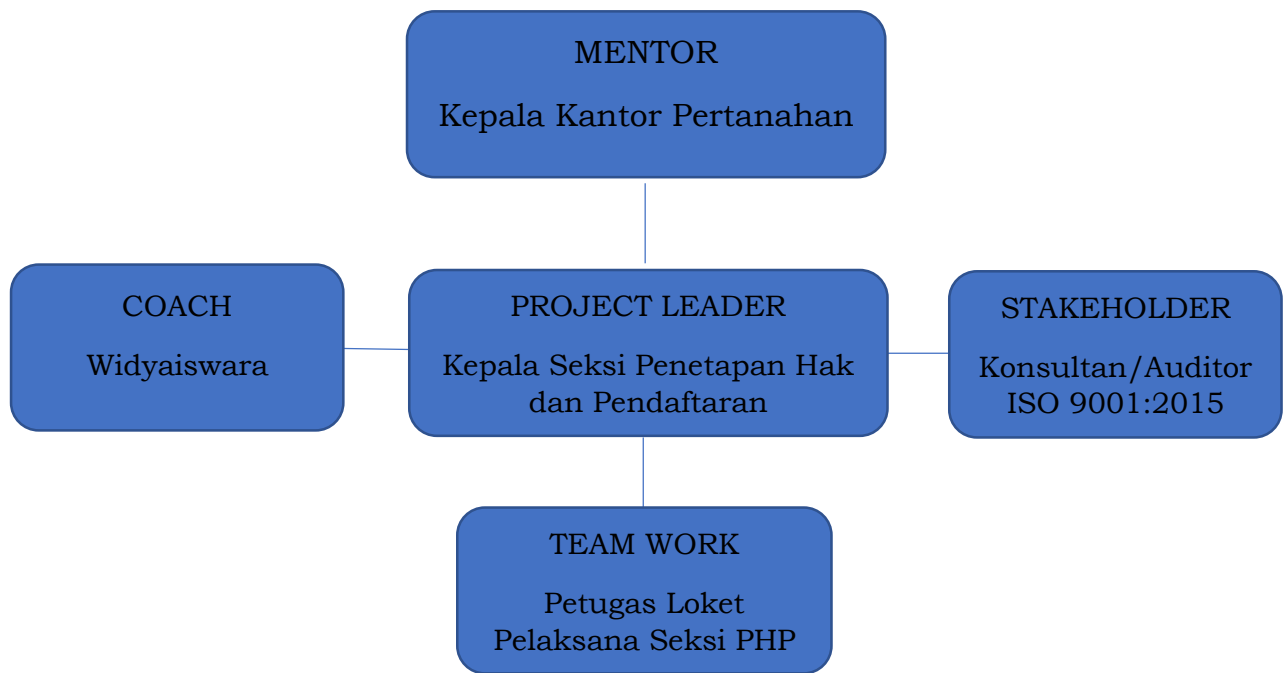 MENTOR
Kepala Kantor Pertanahan
COACH
Widyaiswara
PROJECT LEADER
Kepala Seksi Penetapan Hak
dan Pendaftaran
STAKEHOLDER
Konsultan/Auditor
ISO 9001:2015
TEAM WORK
Petugas Loket
Pelaksana Seksi PHP